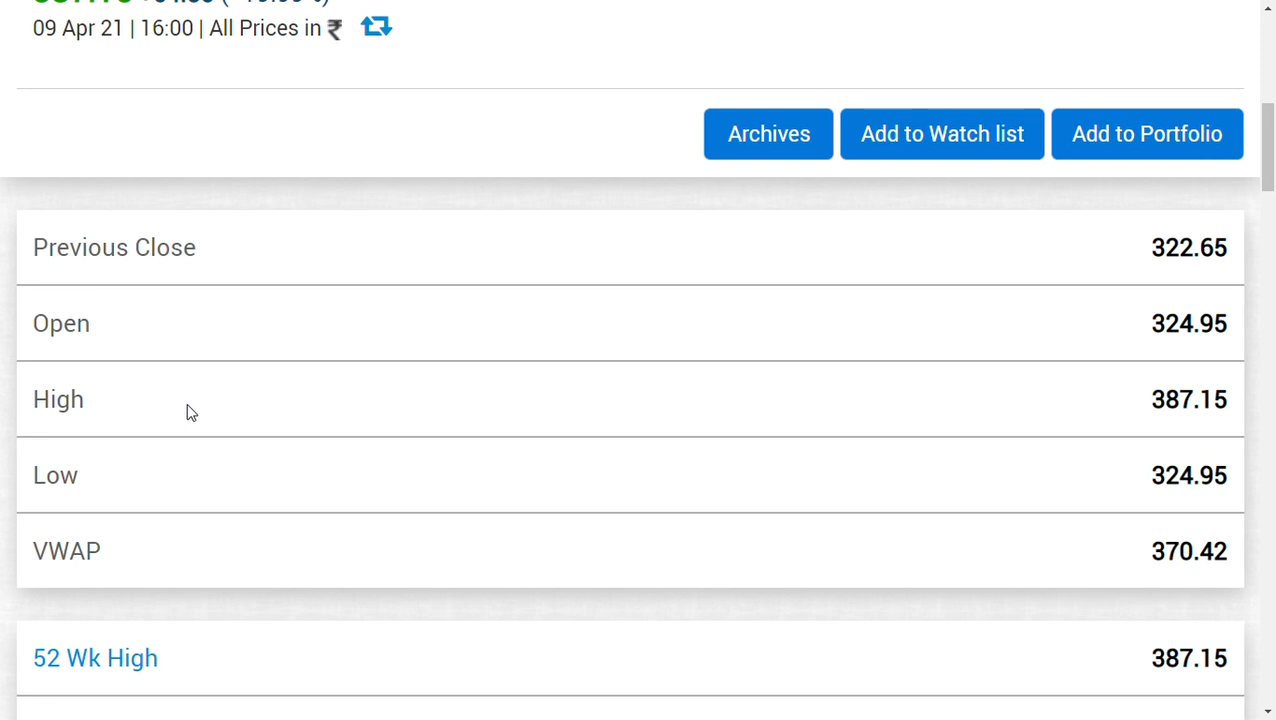 09 Apr 21 | 16:00 | All Prices in ₹
Archives
Add to Watch list
Add to Portfolio
Previous Close 322.65
Open 324.95
High 387.15
Low 324.95
VWAP 370.42
52 Wk High 387.15